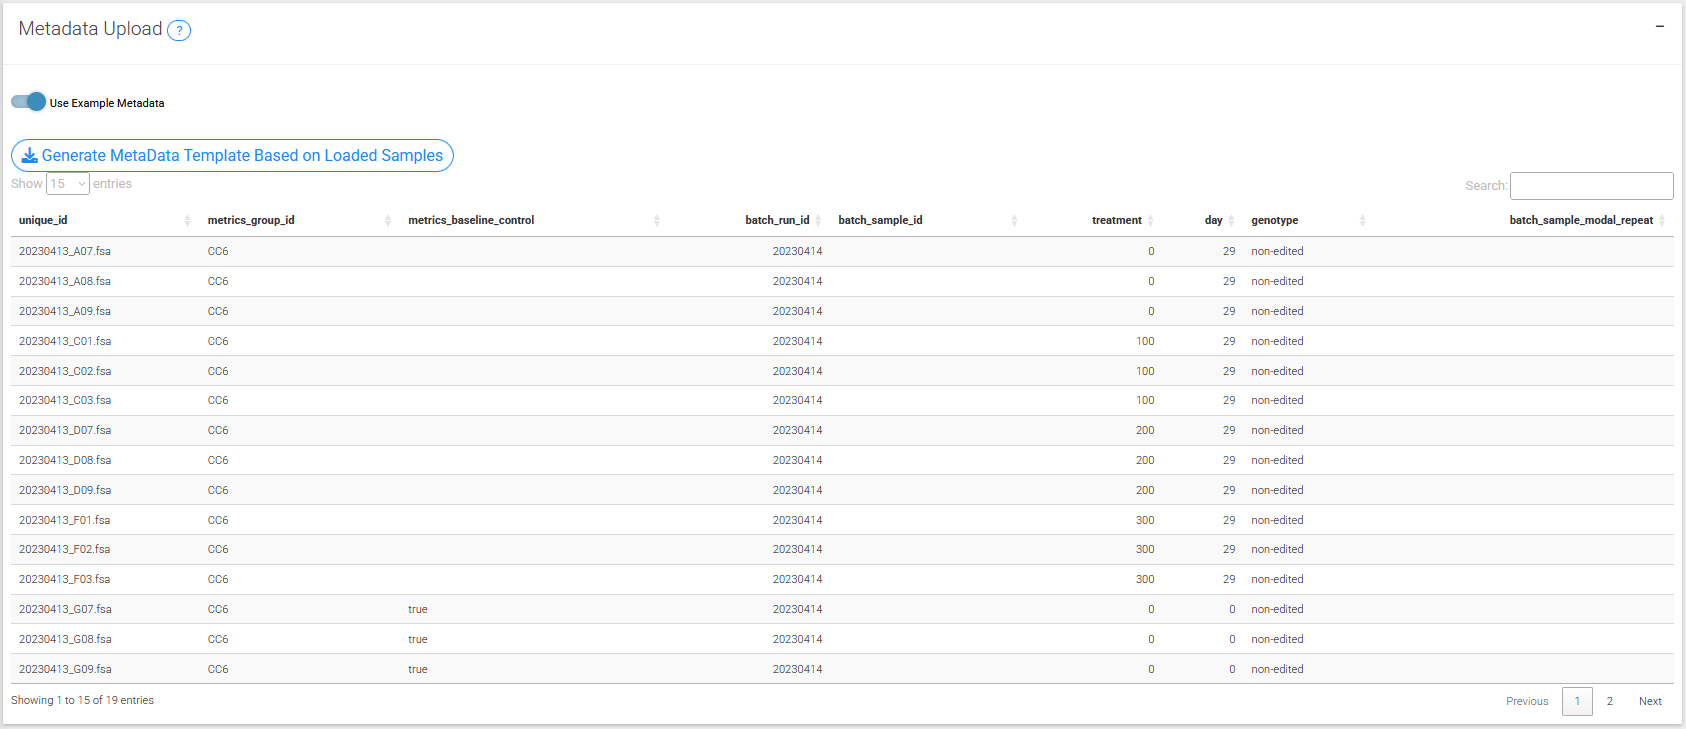 Metadata Upload ?
Use Example Metadata
Generate MetaData Template Based on Loaded Samples
Show 15 entries Search:
unique_id metrics_group_id metrics_baseline_control batch_run_id batch_sample_id treatment day genotype batch_sample_modal_repeat
20230413_A07.fsa CC6 20230414 0 29 non-edited
20230413_A08.fsa CC6 20230414 0 29 non-edited
20230413_A09.fsa CC6 20230414 0 29 non-edited
20230413_C01.fsa CC6 20230414 100 29 non-edited
20230413_C02.fsa CC6 20230414 100 29 non-edited
20230413_C03.fsa CC6 20230414 100 29 non-edited
20230413_D07.fsa CC6 20230414 200 29 non-edited
20230413_D08.fsa CC6 20230414 200 29 non-edited
20230413_D09.fsa CC6 20230414 200 29 non-edited
20230413_F01.fsa CC6 20230414 300 29 non-edited
20230413_F02.fsa CC6 20230414 300 29 non-edited
20230413_F03.fsa CC6 20230414 300 29 non-edited
20230413_G07.fsa CC6 true 20230414 0 0 non-edited
20230413_G08.fsa CC6 true 20230414 0 0 non-edited
20230413_G09.fsa CC6 true 20230414 0 0 non-edited
Showing 1 to 15 of 19 entries Previous 1 2 Next